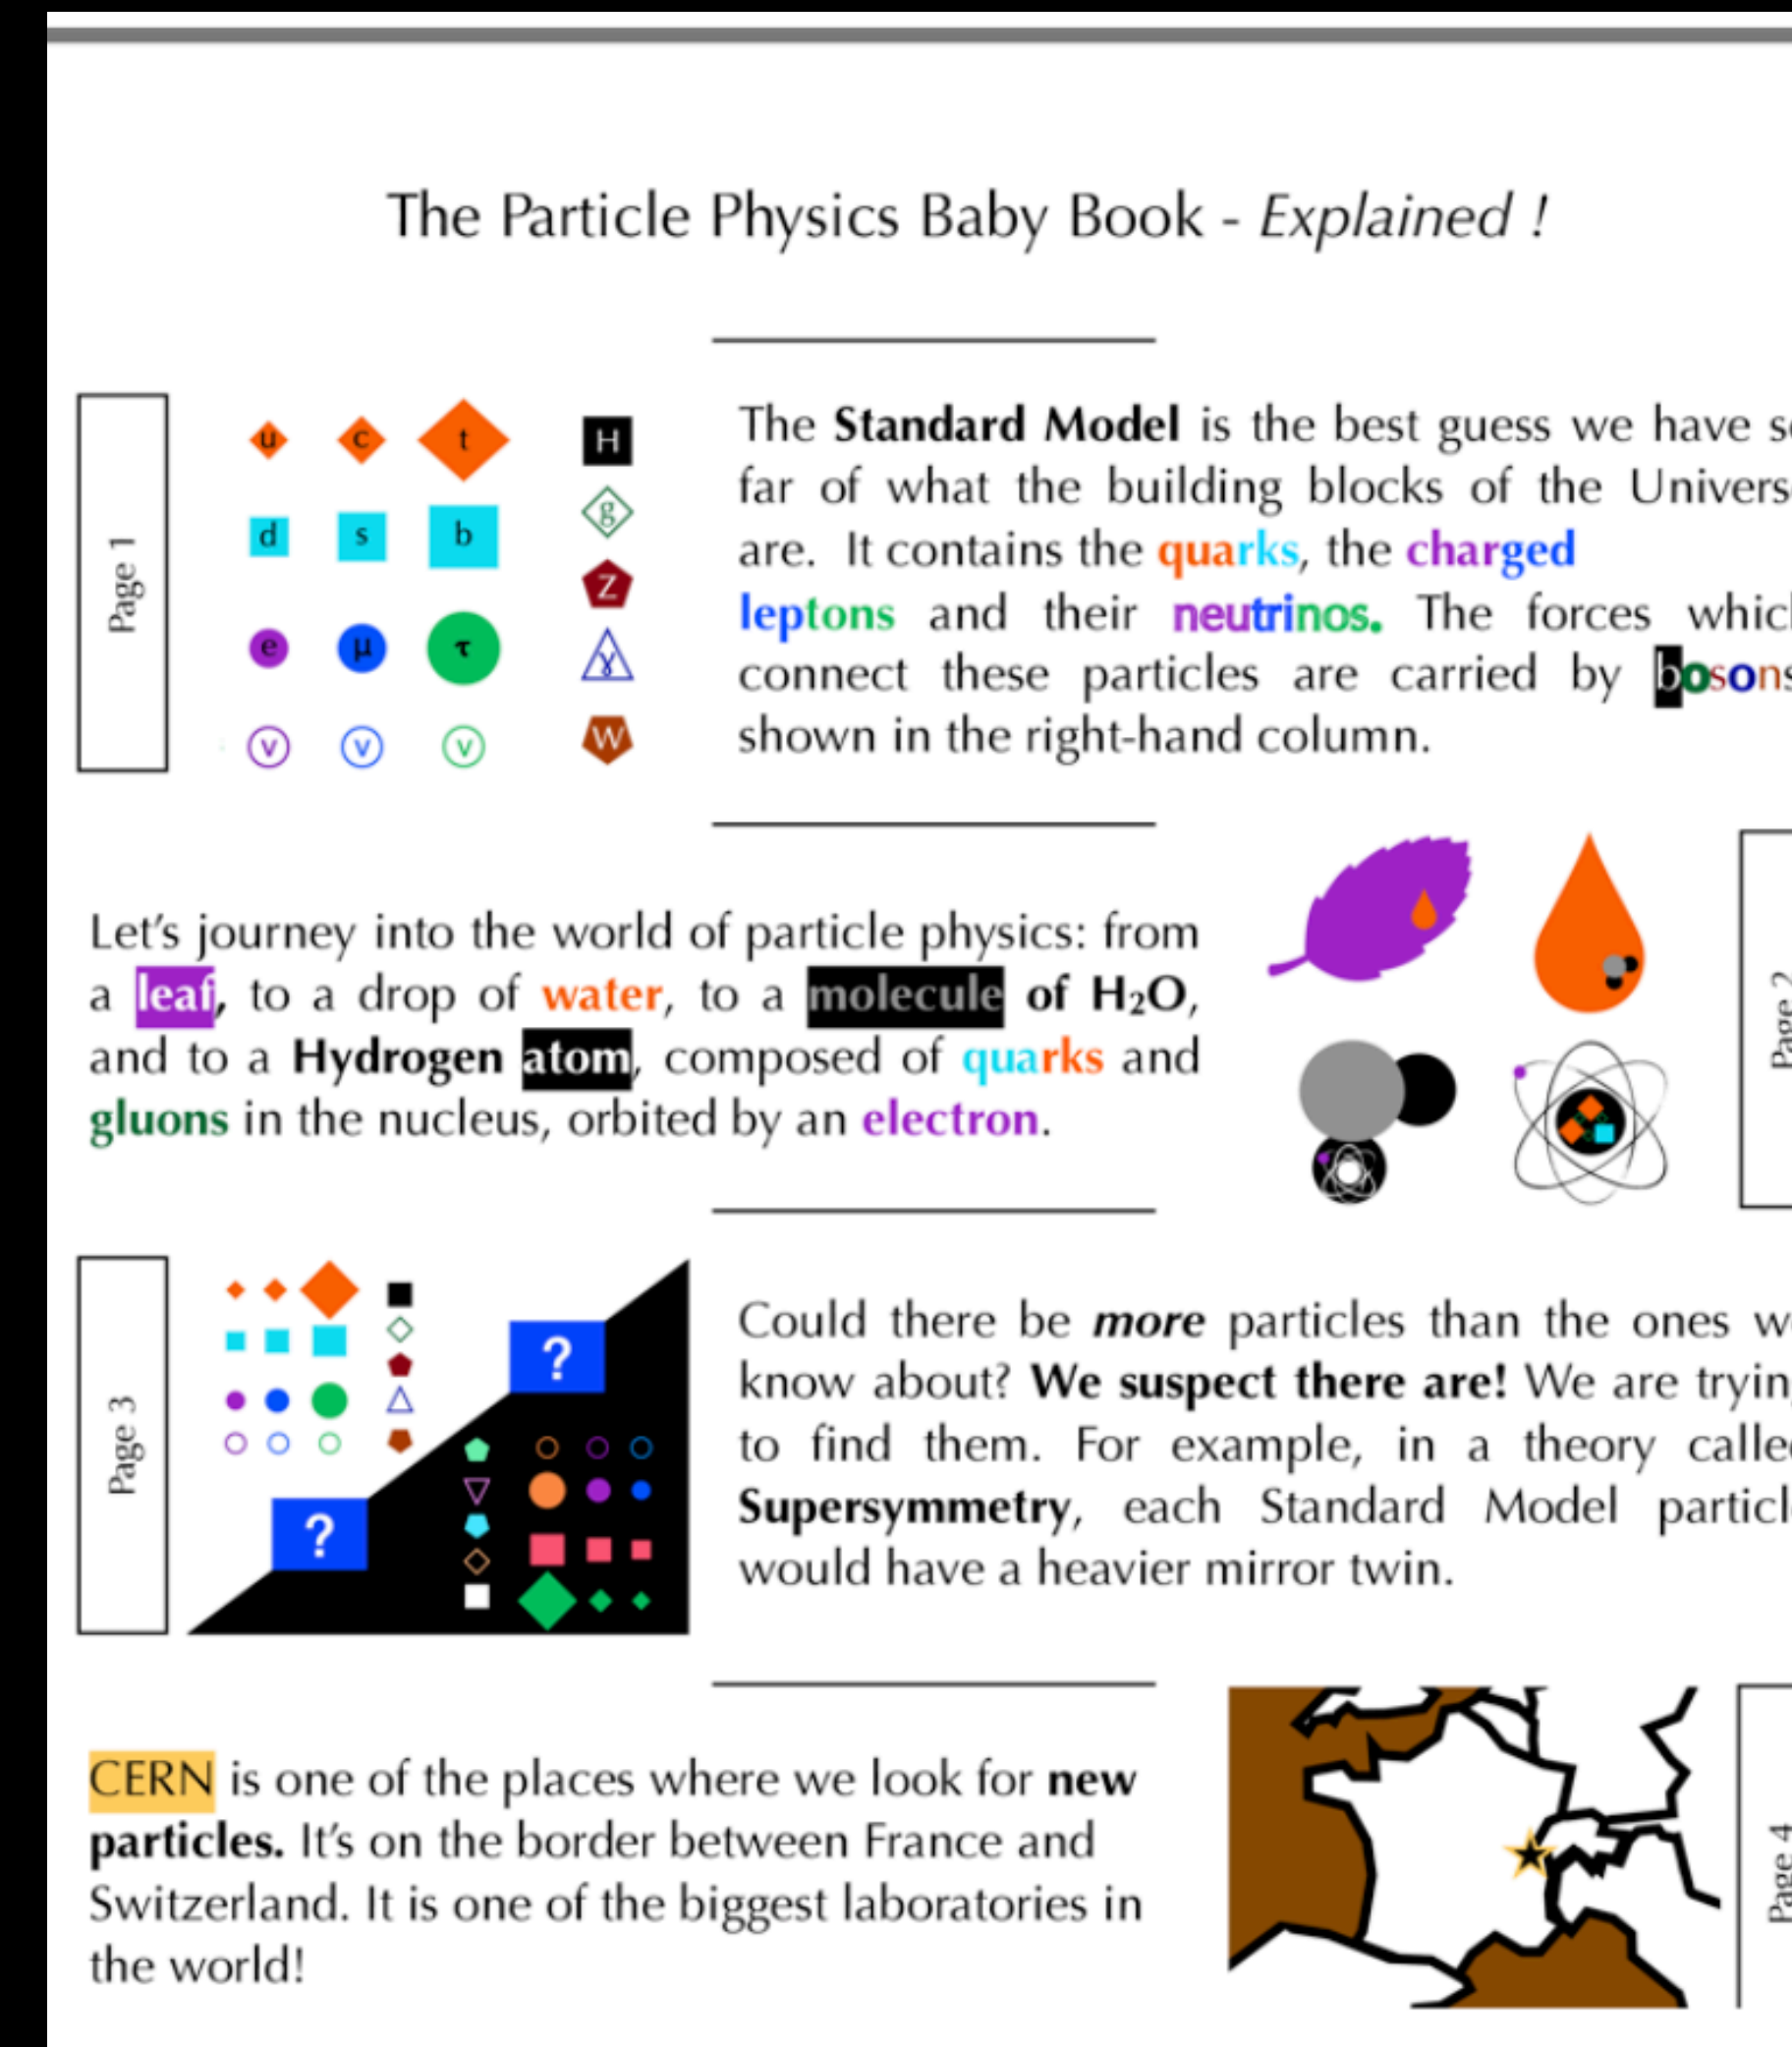 The Particle Physics Baby Book - Explained !
Page 1
u c t H
g
d s b
Z
e μ τ
γ
ν ν ν W
The Standard Model is the best guess we have
far of what the building blocks of the
are. It contains the quarks, the charged
leptons and their neutrinos. The forces
connect these particles are carried by bosons
shown in the right-hand column.
Let's journey into the world of particle physics: from
a leaf, to a drop of water, to a molecule of H₂O,
and to a Hydrogen atom, composed of quarks and
gluons in the nucleus, orbited by an electron.
Page 2
Page 3
?
?
Could there be more particles than the ones
know about? We suspect there are! We are
to find them. For example, in a theory
Supersymmetry, each Standard Model
would have a heavier mirror twin.
CERN is one of the places where we look for new
particles. It's on the border between France and
Switzerland. It is one of the biggest laboratories in
the world!
Page 4